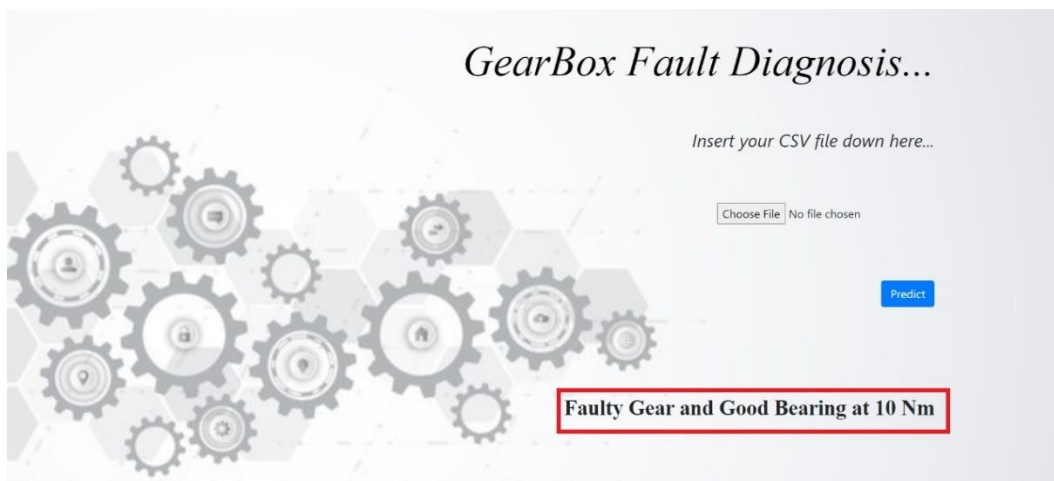 GearBox Fault Diagnosis...
Insert your CSV file down here...
Choose File No file chosen
Predict
Faulty Gear and Good Bearing at 10 Nm